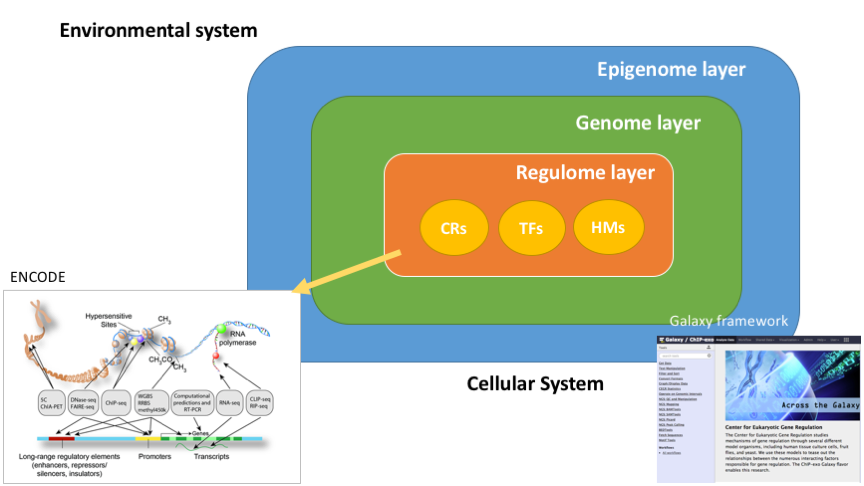 Environmental system
Epigenome layer
Genome layer
Regulome layer
CRs
TFs
HMs
ENCODE
Hypersensitive
Sites
CH3
RNA
polymerase
CH3CO
CH3
5C
ChIA-PET
DNase-seq
FAIRE-seq
ChIP-seq
WGBS
RRBS
methyl450k
Computational
predictions and
RT-PCR
RNA-seq
CLIP-seq
RIP-seq
Genes
Long-range regulatory elements
(enhancers, repressors/
silencers, insulators)
Promoters
Transcripts
Cellular System
Galaxy framework
Galaxy / ChIP-exo
Across the Galaxy
Center for Eukaryotic Gene Regulation
The Center for Eukaryotic Gene Regulation studies
mechanisms of gene regulation through several different
model organisms, including human tissue culture cells, fruit
flies, and yeast. We use these models to tease out the
relationships between the numerous interacting factors
responsible for gene regulation. The ChIP-exo Galaxy flavor
enables this research.